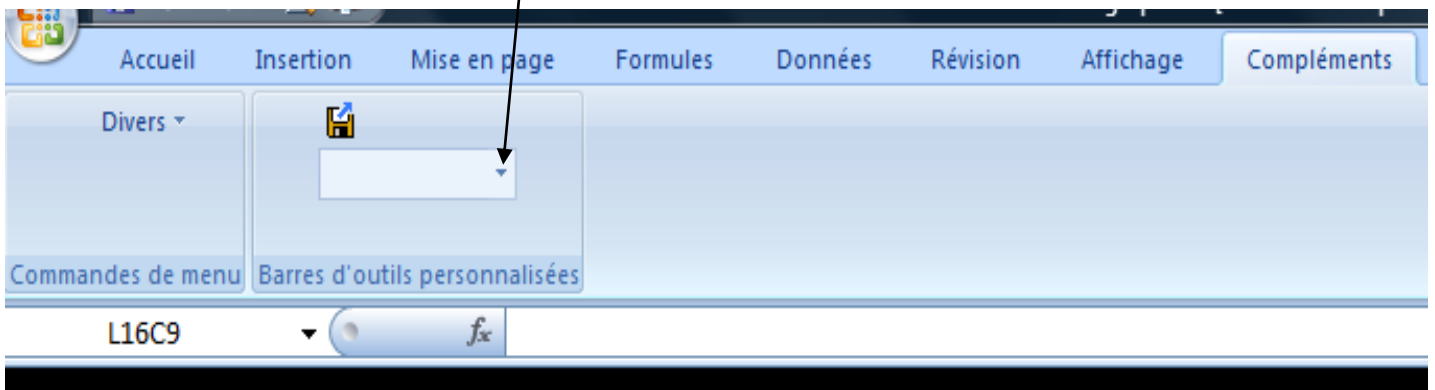 Accueil Insertion Mise en page Formules Données Révision Affichage Compléments
Divers
Commandes de menu Barres d'outils personnalisées
L16C9 fx